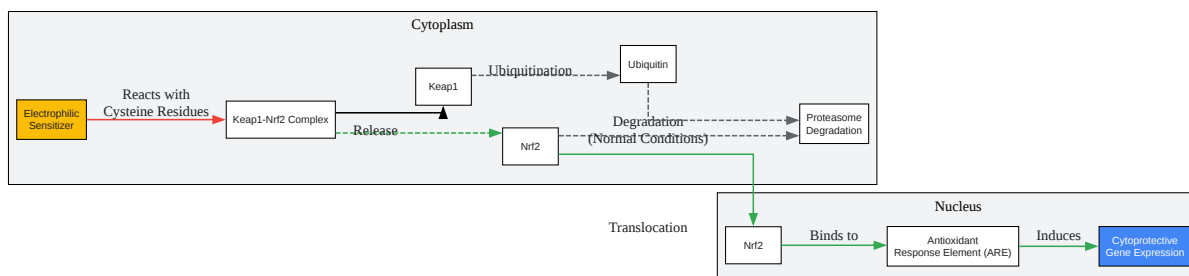 Cytoplasm
Electrophilic
Sensitizer
Reacts with
Cysteine Residues
Keap1-Nrf2 Complex
Keap1
Ubiquitination
Ubiquitin
Release
Nrf2
Degradation
(Normal Conditions)
Proteasome
Degradation
Translocation
Nucleus
Nrf2
Binds to
Antioxidant
Response Element (ARE)
Induces
Cytoprotective
Gene Expression